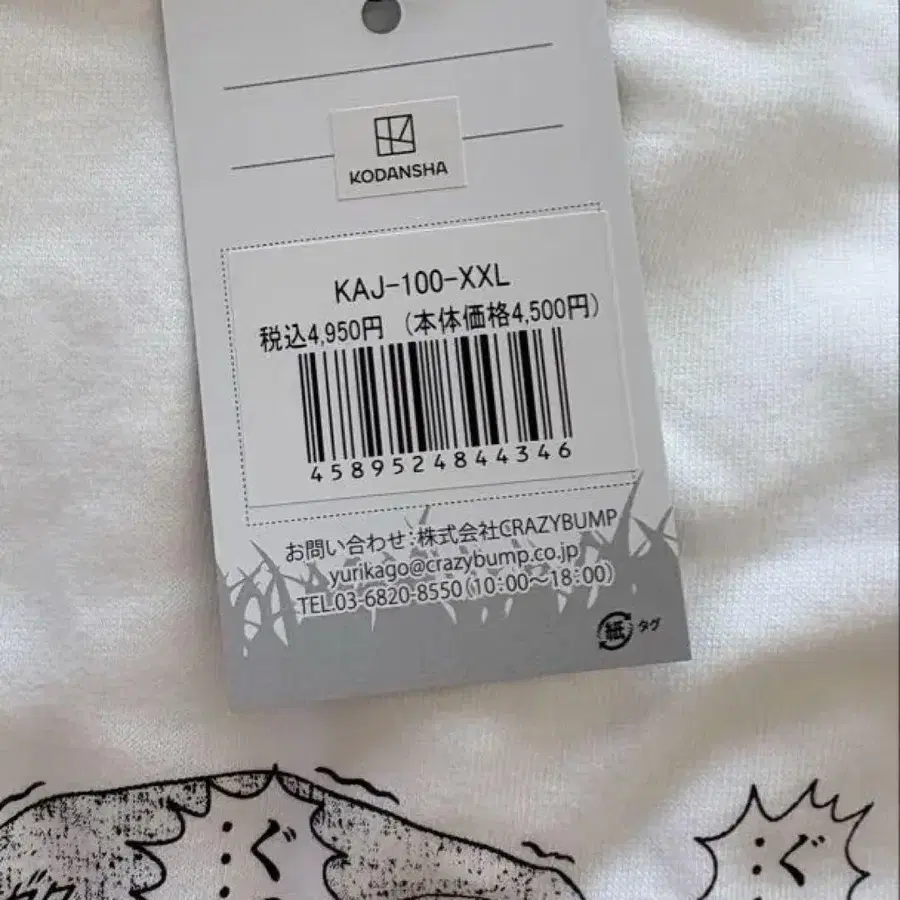 KODANSHA
KAJ-100-XXL
税込4,950円 (本体価格4,500円)
4589524844346
お問い合わせ:株式会社CRAZYBUMP
yurikago@crazybump.co.jp
TEL.03-6820-8550(10:00〜18:00)
紙 タグ
:ぐ
:ぐ